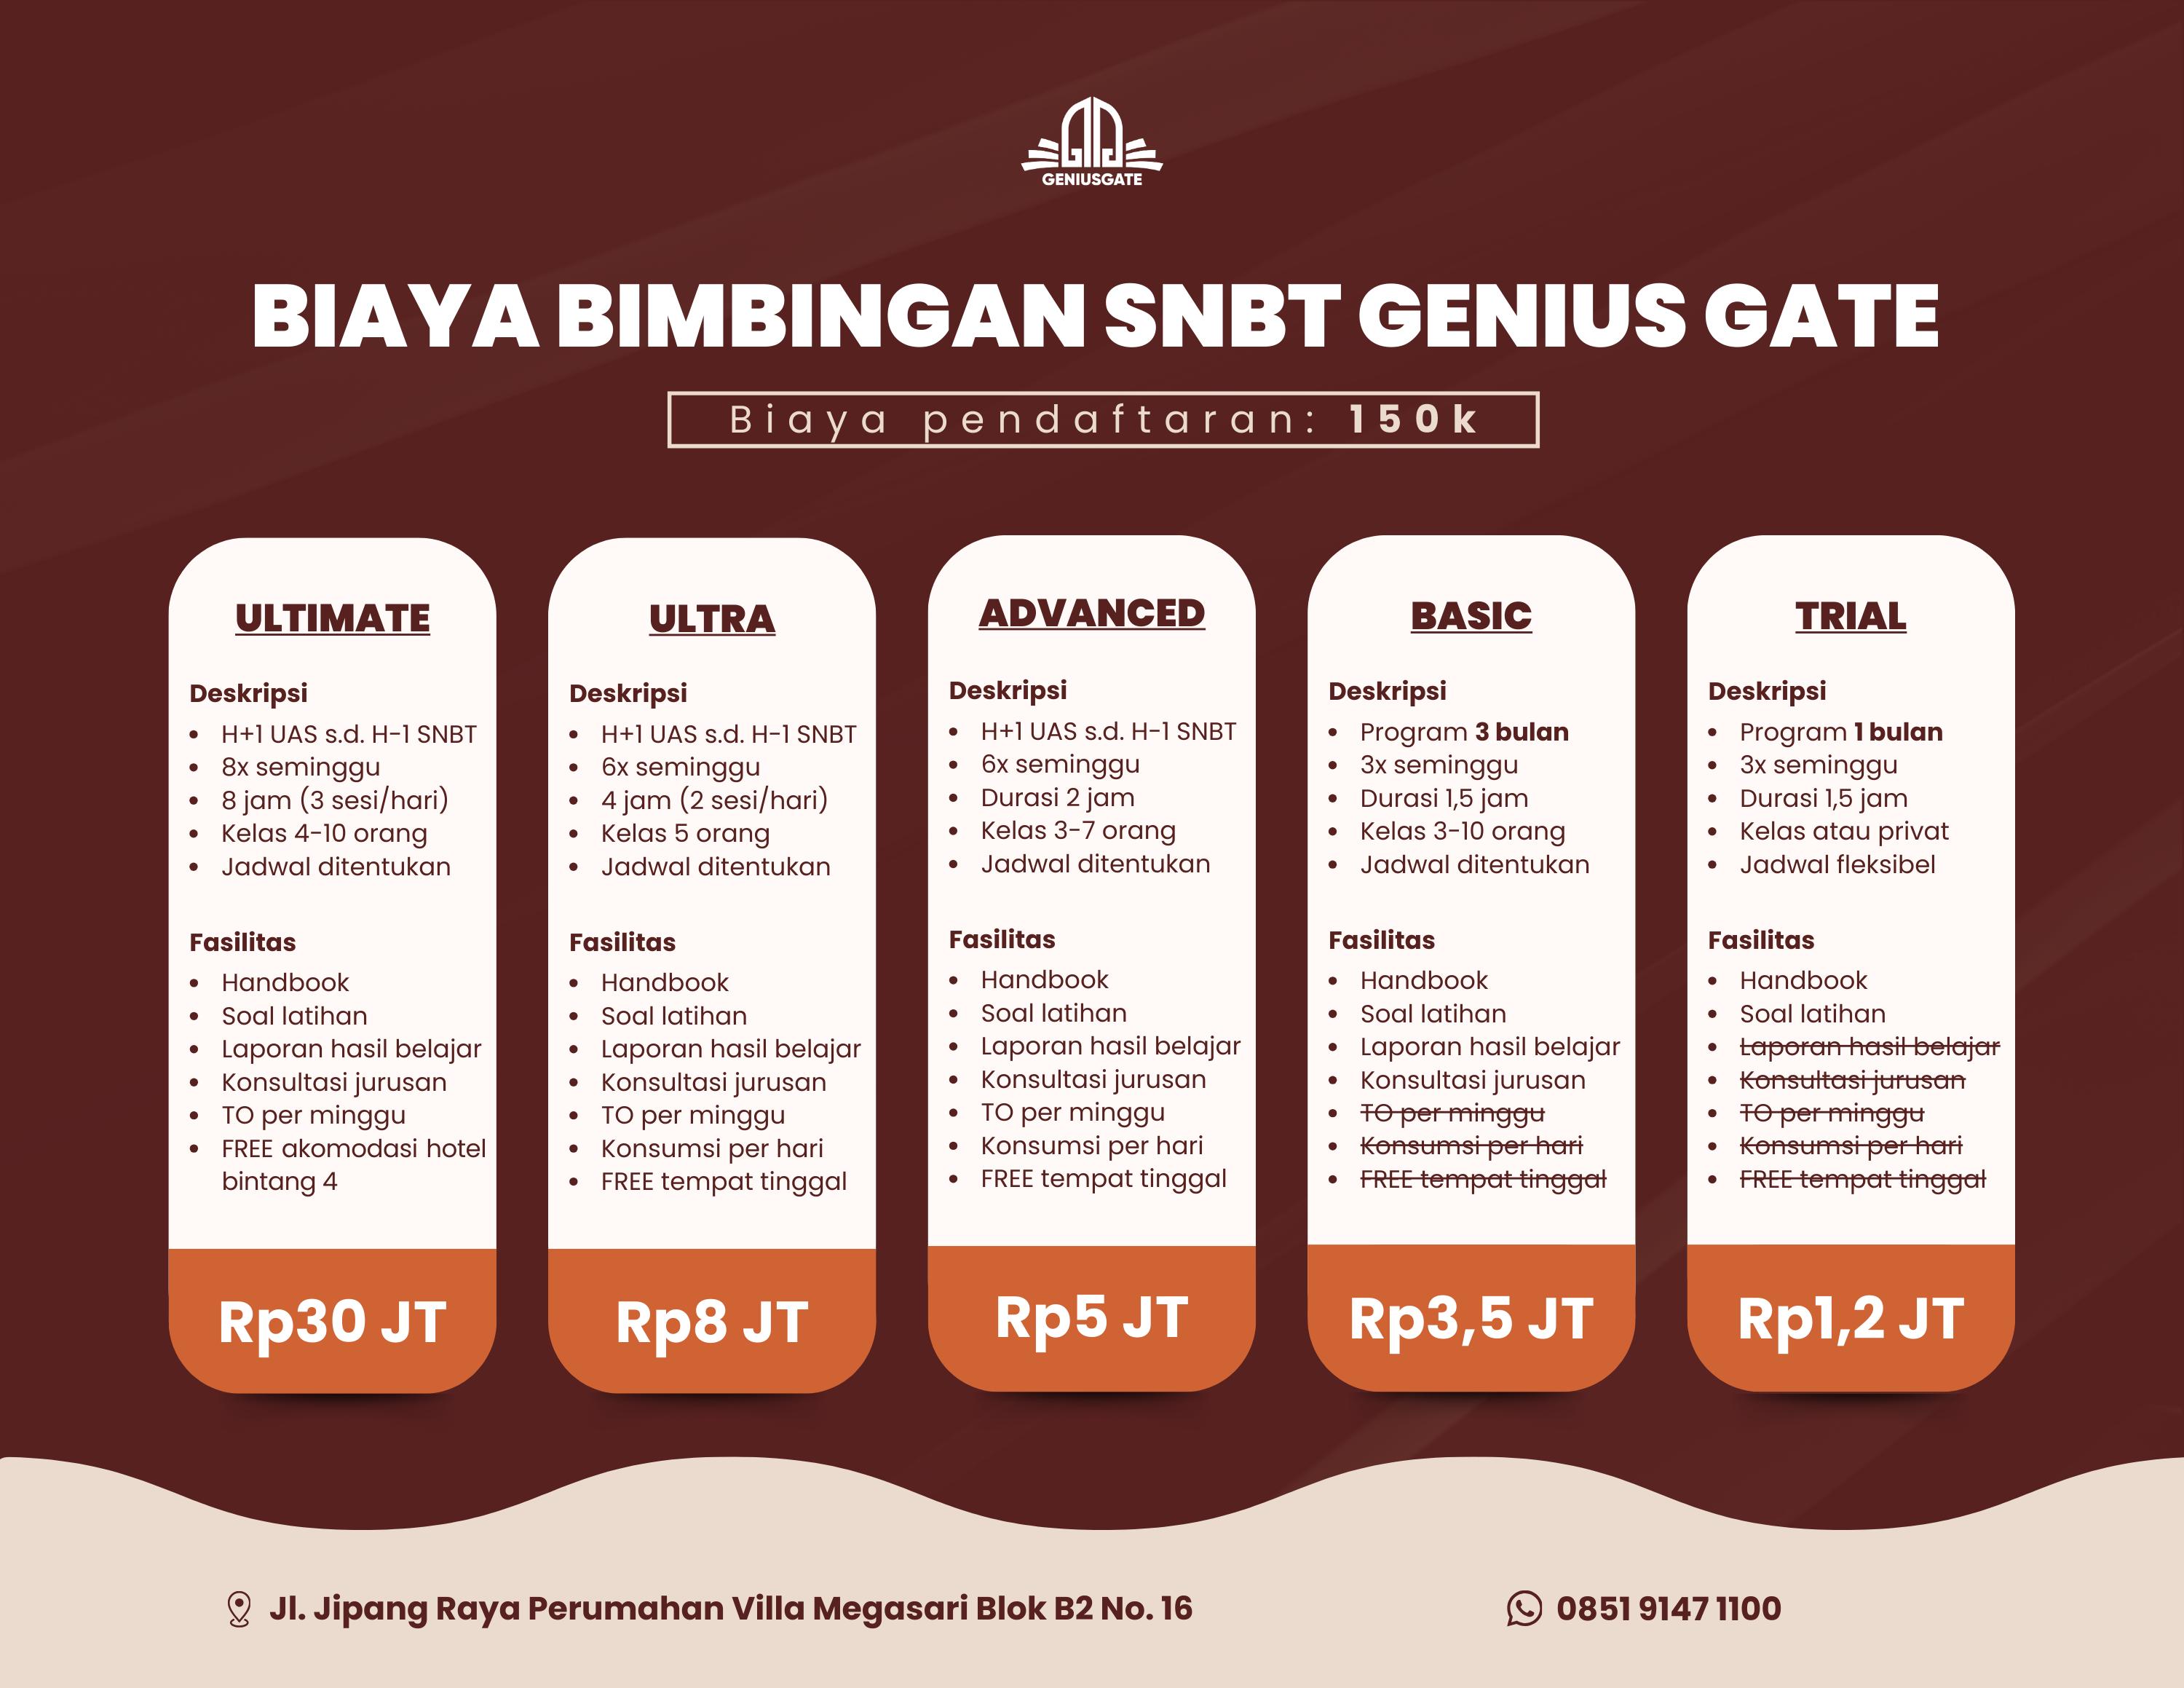 GENIUSGATE
BIAYA BIMBINGAN SNBT GENIUS GATE
Biaya pendaftaran: 150k
ULTIMATE
Deskripsi
• H+1 UAS s.d. H-1 SNBT
• 8x seminggu
• 8 jam (3 sesi/hari)
• Kelas 4-10 orang
• Jadwal ditentukan
Fasilitas
• Handbook
• Soal latihan
• Laporan hasil belajar
• Konsultasi jurusan
• TO per minggu
• FREE akomodasi hotel
bintang 4
Rp30 JT
ULTRA
Deskripsi
• H+1 UAS s.d. H-1 SNBT
• 6x seminggu
• 4 jam (2 sesi/hari)
• Kelas 5 orang
• Jadwal ditentukan
Fasilitas
• Handbook
• Soal latihan
• Laporan hasil belajar
• Konsultasi jurusan
• TO per minggu
• Konsumsi per hari
• FREE tempat tinggal
Rp8 JT
ADVANCED
Deskripsi
• H+1 UAS s.d. H-1 SNBT
• 6x seminggu
• Durasi 2 jam
• Kelas 3-7 orang
• Jadwal ditentukan
Fasilitas
• Handbook
• Soal latihan
• Laporan hasil belajar
• Konsultasi jurusan
• TO per minggu
• Konsumsi per hari
• FREE tempat tinggal
Rp5 JT
BASIC
Deskripsi
• Program 3 bulan
• 3x seminggu
• Durasi 1,5 jam
• Kelas 3-10 orang
• Jadwal ditentukan
Fasilitas
• Handbook
• Soal latihan
• Laporan hasil belajar
• Konsultasi jurusan
• TO per minggu
• Konsumsi per hari
• FREE tempat tinggal
Rp3,5 JT
TRIAL
Deskripsi
• Program 1 bulan
• 3x seminggu
• Durasi 1,5 jam
• Kelas atau privat
• Jadwal fleksibel
Fasilitas
• Handbook
• Soal latihan
• Laporan hasil belajar
• Konsultasi jurusan
• TO per minggu
• Konsumsi per hari
• FREE tempat tinggal
Rp1,2 JT
Jl. Jipang Raya Perumahan Villa Megasari Blok B2 No. 16
0851 9147 1100